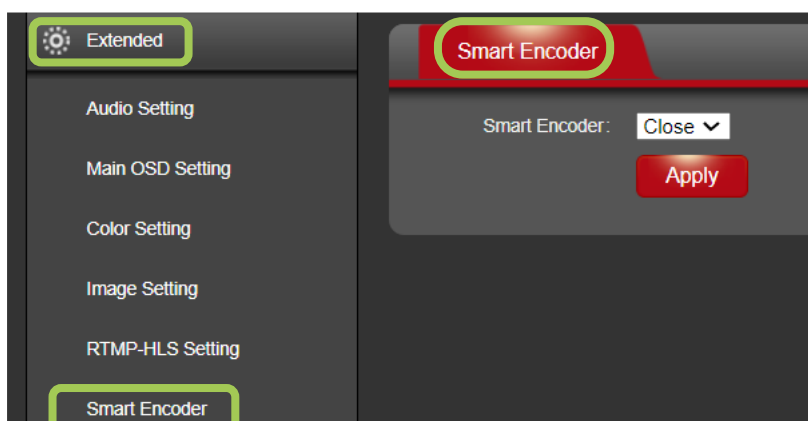 Extended
Audio Setting
Main OSD Setting
Color Setting
Image Setting
RTMP-HLS Setting
Smart Encoder
Smart Encoder
Smart Encoder: Close
Apply